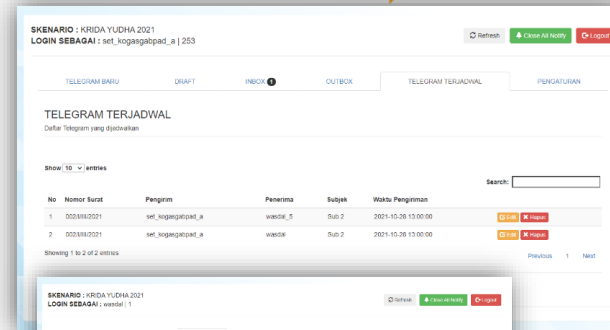 SKENARIO : KRIDA YUDHA 2021
LOGIN SEBAGAI : set_kogasgabpad_a | 253
Refresh Close All Notify Logout
TELEGRAM BARU DRAFT INBOX 1 OUTBOX TELEGRAM TERJADWAL PENGATURAN
TELEGRAM TERJADWAL
Daftar Telegram yang dijadwalkan
Show 10 entries
Search:
No Nomor Surat Pengirim Penerima Subjek Waktu Pengiriman
1 002/I/III/2021 set_kogasgabpad_a wasdal_5 Sub 2 2021-10-28 13:00:00 Edit Hapus
2 002/I/III/2021 set_kogasgabpad_a wasdal Sub 2 2021-10-28 13:00:00 Edit Hapus
Showing 1 to 2 of 2 entries
Previous 1 Next
SKENARIO : KRIDA YUDHA 2021
LOGIN SEBAGAI : wasdal | 1
Refresh Close All Notify Logout